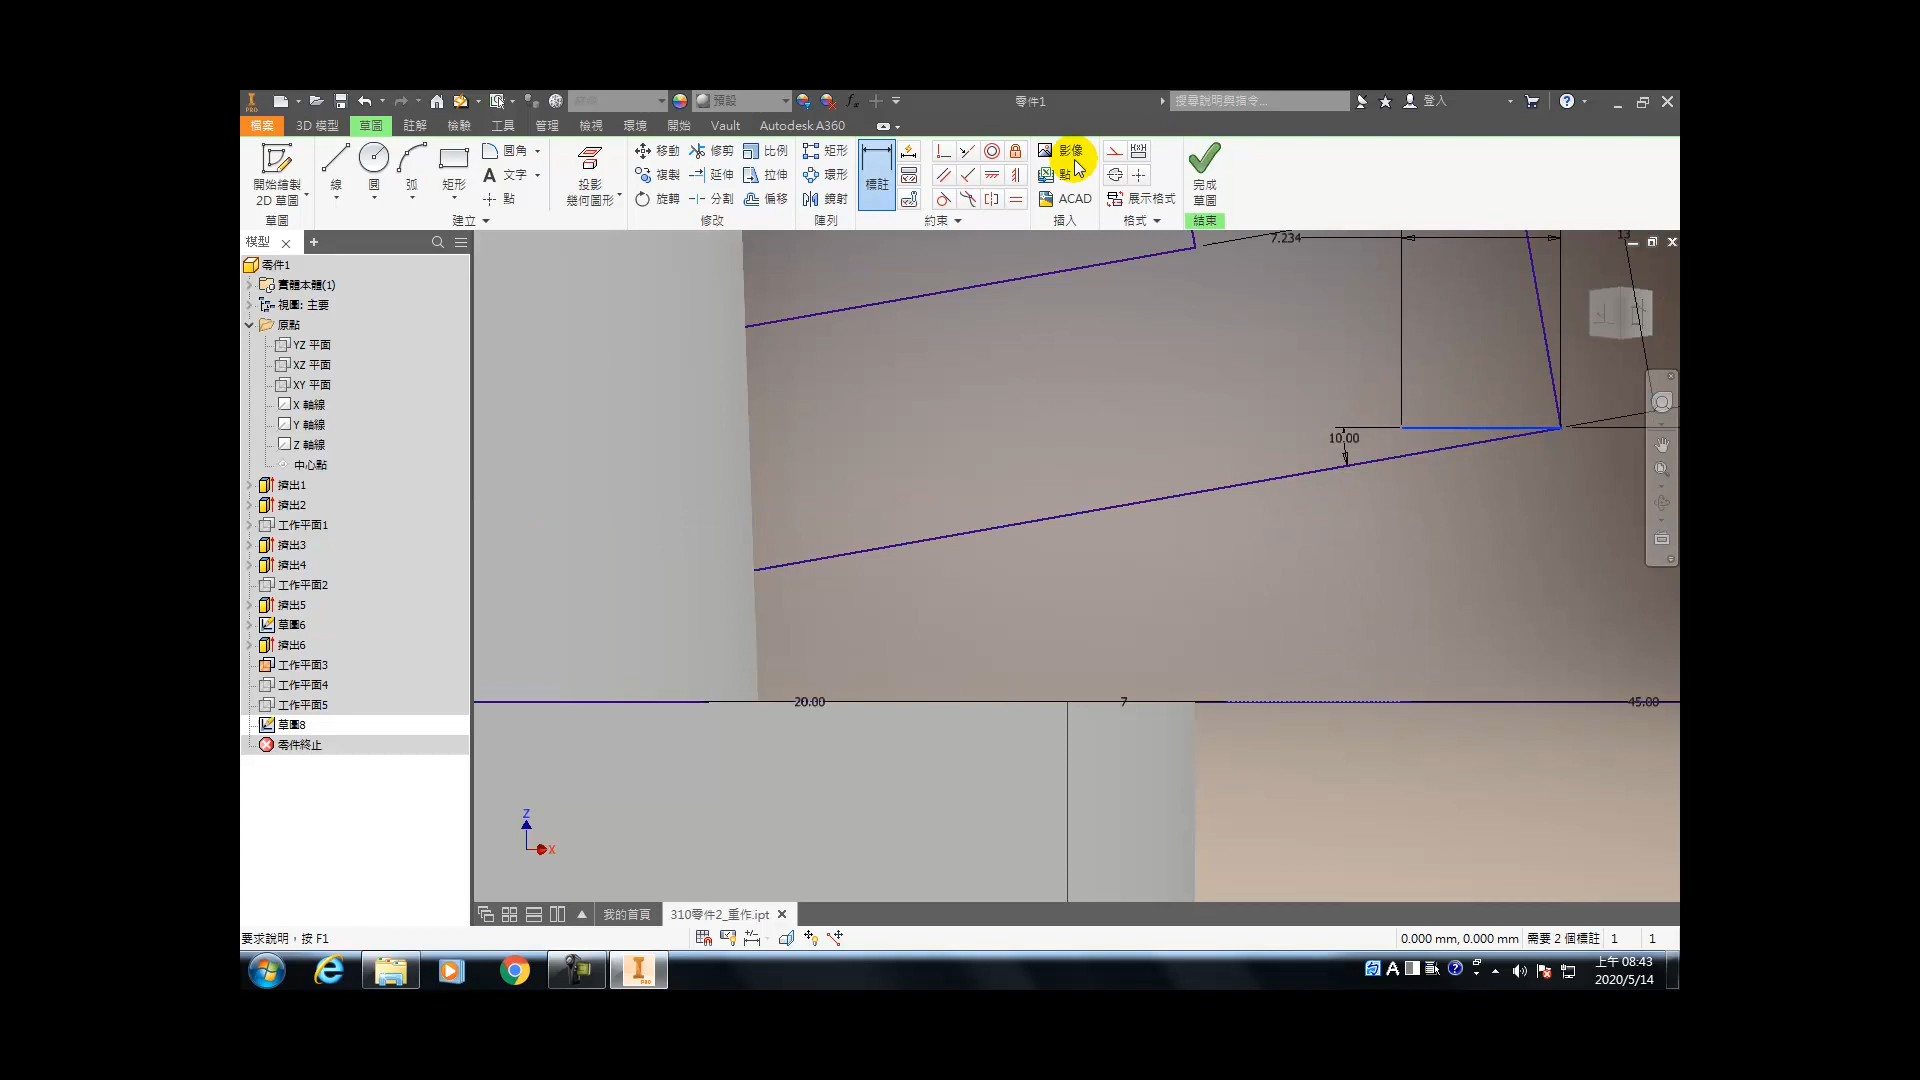 PRO
預設
零件1
搜尋說明與指令...
登入
檔案
3D 模型
草圖
註解
檢驗
工具
管理
檢視
環境
開始
Vault
Autodesk A360
開始繪製
2D 草圖
線
圓
弧
矩形
圓角
文字
點
投影
幾何圖形
移動
修剪
比例
複製
延伸
拉伸
旋轉
分割
偏移
矩形
環形
鏡射
標註
影像
點
ACAD
展示格式
完成
草圖
草圖
建立
修改
陣列
約束
插入
格式
結束
模型
零件1
實體本體(1)
視圖: 主要
原點
YZ 平面
XZ 平面
XY 平面
X 軸線
Y 軸線
Z 軸線
中心點
擠出1
擠出2
工作平面1
擠出3
擠出4
工作平面2
擠出5
草圖6
擠出6
工作平面3
工作平面4
工作平面5
草圖8
零件終止
7.234
13
10.00
20.00
7
45.00
Z
X
我的首頁
310零件2_重作.ipt
要求說明，按 F1
0.000 mm, 0.000 mm
需要 2 個標註
1
1
上午 08:43
2020/5/14